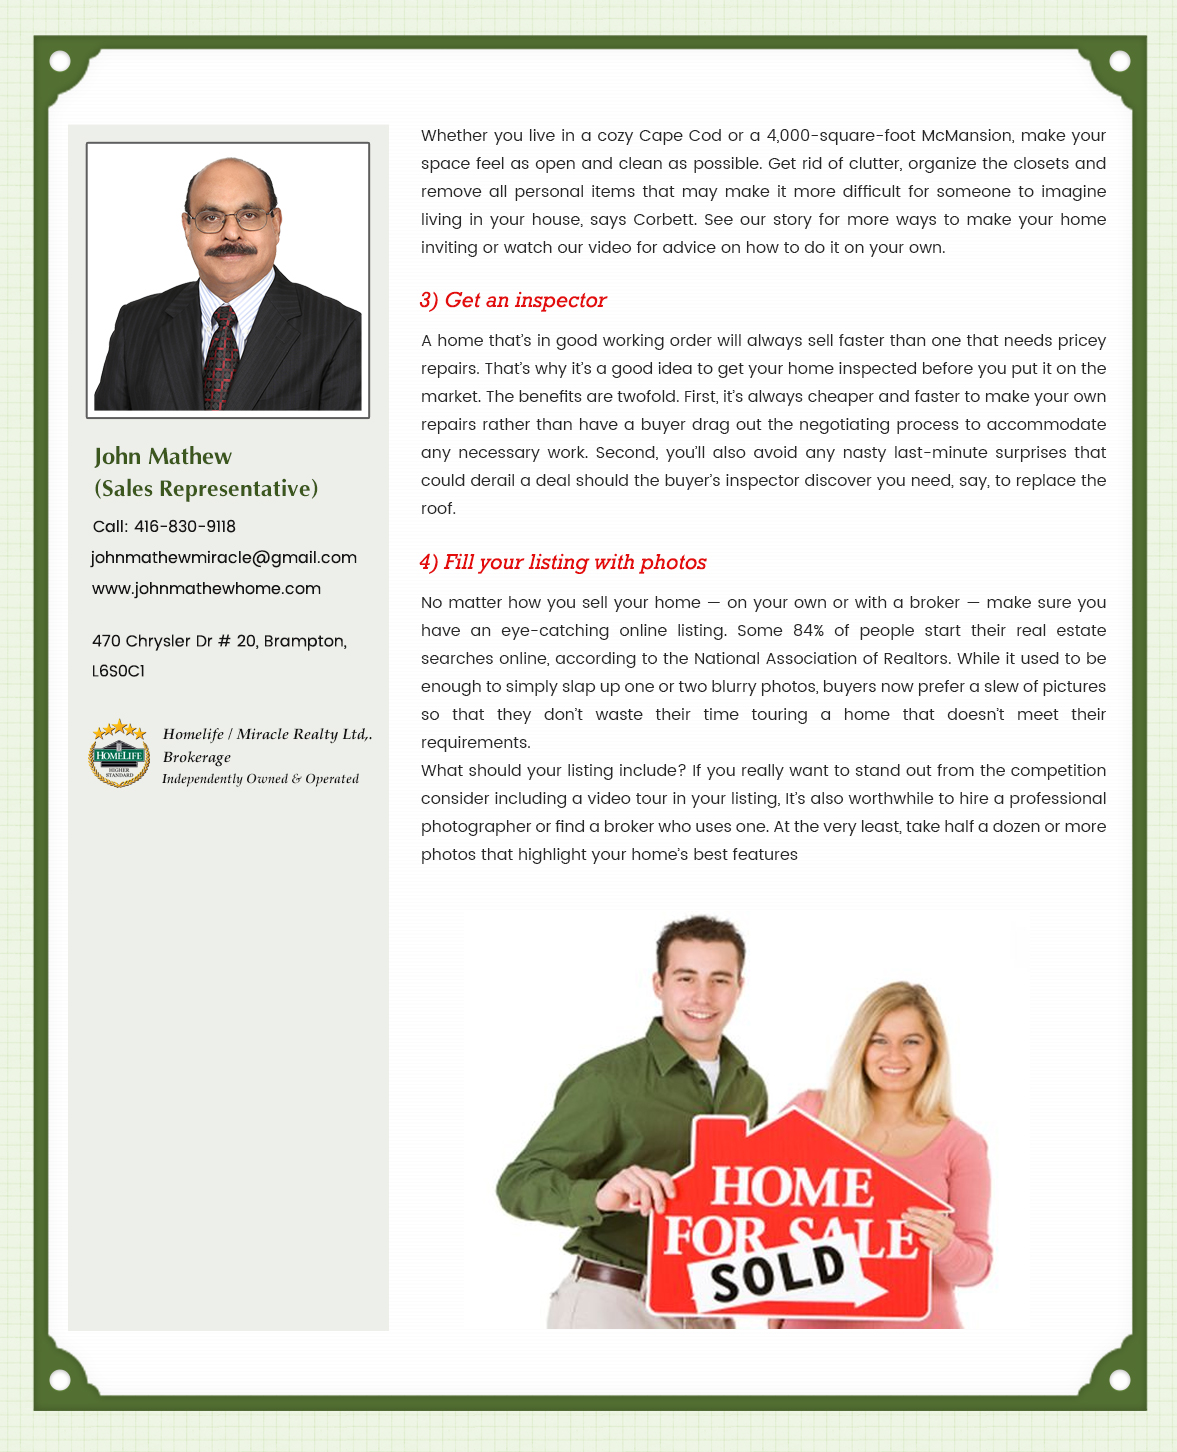 John Mathew
(Sales Representative)
Call: 416-830-9118
johnmathewmiracle@gmail.com
www.johnmathewhome.com
470 Chrysler Dr # 20, Brampton,
L6S0C1
HOMELIFE
HIGHER
STANDARD
Homelife / Miracle Realty Ltd,.
Brokerage
Independently Owned & Operated
Whether you live in a cozy Cape Cod or a 4,000-square-foot McMansion, make your
space feel as open and clean as possible. Get rid of clutter, organize the closets and
remove all personal items that may make it more difficult for someone to imagine
living in your house, says Corbett. See our story for more ways to make your home
inviting or watch our video for advice on how to do it on your own.
3) Get an inspector
A home that’s in good working order will always sell faster than one that needs pricey
repairs. That’s why it’s a good idea to get your home inspected before you put it on the
market. The benefits are twofold. First, it’s always cheaper and faster to make your own
repairs rather than have a buyer drag out the negotiating process to accommodate
any necessary work. Second, you’ll also avoid any nasty last-minute surprises that
could derail a deal should the buyer’s inspector discover you need, say, to replace the
roof.
4) Fill your listing with photos
No matter how you sell your home — on your own or with a broker — make sure you
have an eye-catching online listing. Some 84% of people start their real estate
searches online, according to the National Association of Realtors. While it used to be
enough to simply slap up one or two blurry photos, buyers now prefer a slew of pictures
so that they don’t waste their time touring a home that doesn’t meet their
requirements.
What should your listing include? If you really want to stand out from the competition
consider including a video tour in your listing, It’s also worthwhile to hire a professional
photographer or find a broker who uses one. At the very least, take half a dozen or more
photos that highlight your home’s best features
HOME
FOR SALE
SOLD